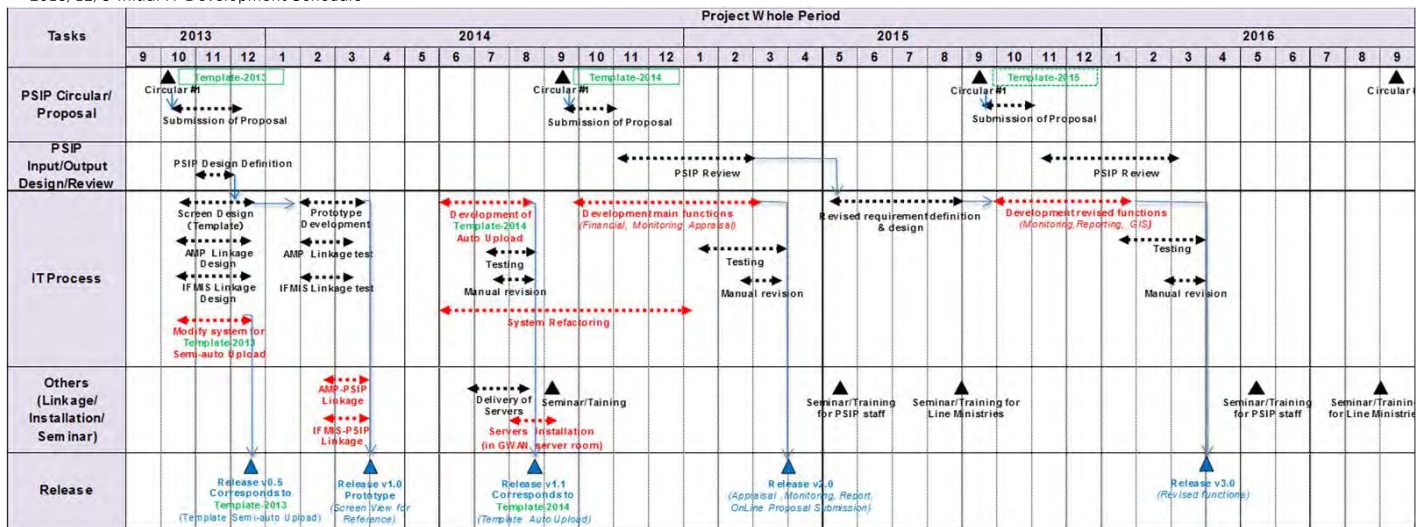 Project Whole Period
Tasks
2013
2014
2015
2016
9 10 11 12 1 2 3 4 5 6 7 8 9 10 11 12 1 2 3 4 5 6 7 8 9 10 11 12 1 2 3 4 5 6 7 8 9
PSIP Circular/
Proposal
Template-2013
Circular #1
Submission of Proposal
Template-2014
Circular #1
Submission of Proposal
Template-2015
Circular #1
Submission of Proposal
PSIP
Input/Output
Design/Review
PSIP Design Definition
PSIP Review
PSIP Review
IT Process
Screen Design
(Template)
AMP Linkage
Design
IFMIS Linkage
Design
Modify system for
Template-2013
Semi-auto Upload
Prototype
Development
AMP Linkage test
IFMIS Linkage test
Development of
Template-2014
Auto Upload
Testing
Manual revision
System Refactoring
Development main functions
(Financial, Monitoring Appraisal)
Testing
Manual revision
Revised requirement definition
& design
Development revised functions
(Monitoring, Reporting, GIS)
Testing
Manual revision
Others
(Linkage/
Installation/
Seminar)
AMP-PSIP
Linkage
IFMIS-PSIP
Linkage
Delivery of
Servers
Seminar/Taining
Servers Installation
(in GWAN, server room)
Seminar/Training
for PSIP staff
Seminar/Training for
Line Ministries
Seminar/Training
for PSIP staff
Seminar/Training
for Line Ministries
Release
Release v0.5
Corresponds to
Template-2013
(Template Semi-auto Upload)
Release v1.0
Prototype
(Screen View for
Reference)
Release v1.1
Corresponds to
Template-2014
(Template Auto Upload)
Release v2.0
(Appraisal, Monitoring, Report,
OnLine Proposal Submission)
Release v3.0
(Revised functions)